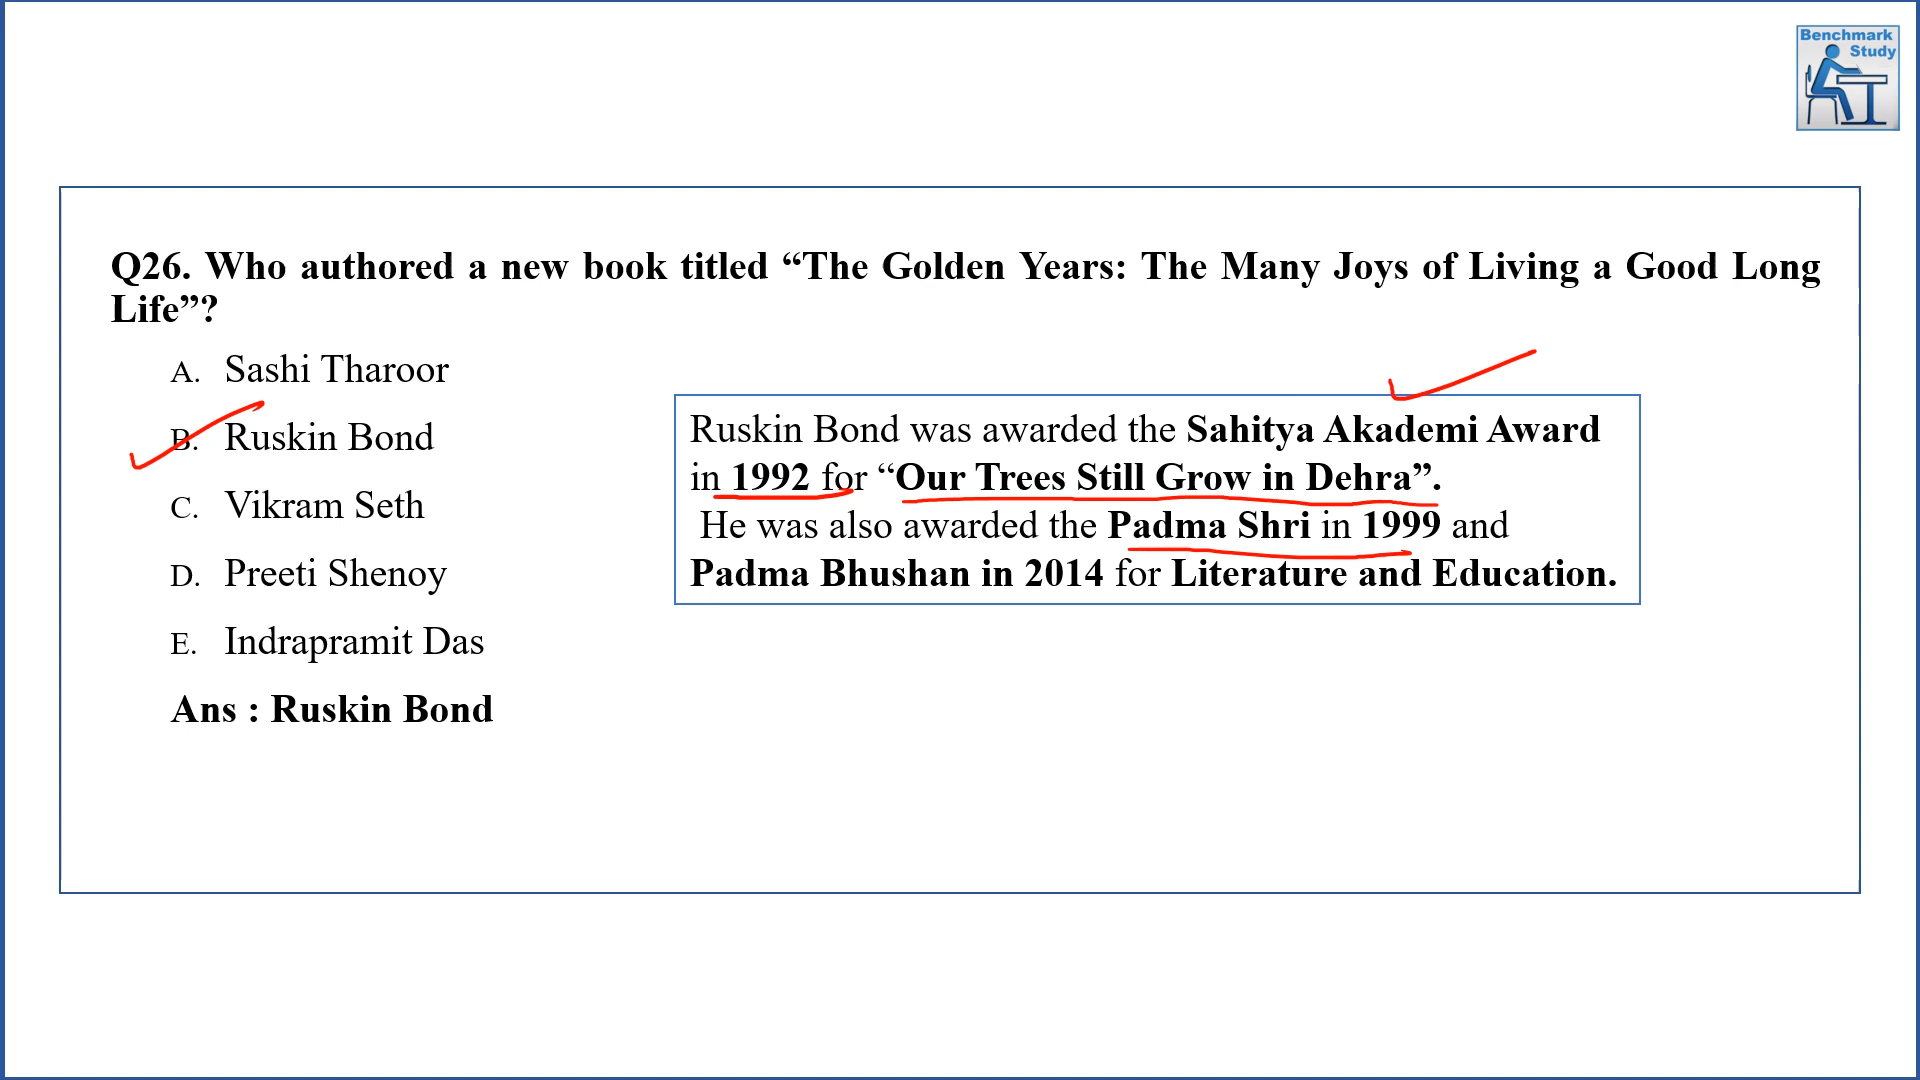 Benchmark
Study
Q26. Who authored a new book titled “The Golden Years: The Many Joys of Living a Good Long
Life”?
A. Sashi Tharoor
B. Ruskin Bond
C. Vikram Seth
D. Preeti Shenoy
E. Indrapramit Das
Ans : Ruskin Bond
Ruskin Bond was awarded the Sahitya Akademi Award
in 1992 for “Our Trees Still Grow in Dehra”.
He was also awarded the Padma Shri in 1999 and
Padma Bhushan in 2014 for Literature and Education.